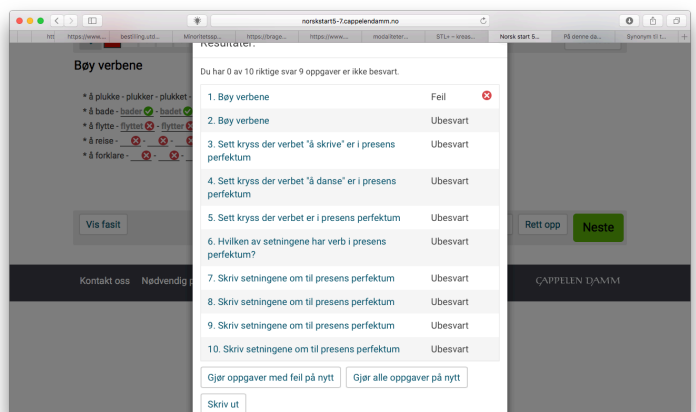 norskstart5-7.cappelendamm.no
htt https://www.... bestilling.utd... Minoritetssp... https://brage... https://www.... modaliteter... STL+ – kreas... Norsk start 5... På denne da... Synonym til t...
Resultater:
Bøy verbene
Du har 0 av 10 riktige svar 9 oppgaver er ikke besvart.
* å plukke - plukker - plukket -
* å bade - bader - badet
* å flytte - flyttet - flytter
* å reise - - -
* å forklare - - -
1. Bøy verbene Feil
2. Bøy verbene Ubesvart
3. Sett kryss der verbet "å skrive" er i presens
perfektum Ubesvart
4. Sett kryss der verbet "å danse" er i presens
perfektum Ubesvart
5. Sett kryss der verbet er i presens perfektum Ubesvart
6. Hvilken av setningene har verb i presens
perfektum? Ubesvart
7. Skriv setningene om til presens perfektum Ubesvart
8. Skriv setningene om til presens perfektum Ubesvart
9. Skriv setningene om til presens perfektum Ubesvart
10. Skriv setningene om til presens perfektum Ubesvart
Vis fasit Rett opp Neste
Kontakt oss Nødvendig CAPPELEN DAMM
Gjør oppgaver med feil på nytt Gjør alle oppgaver på nytt
Skriv ut